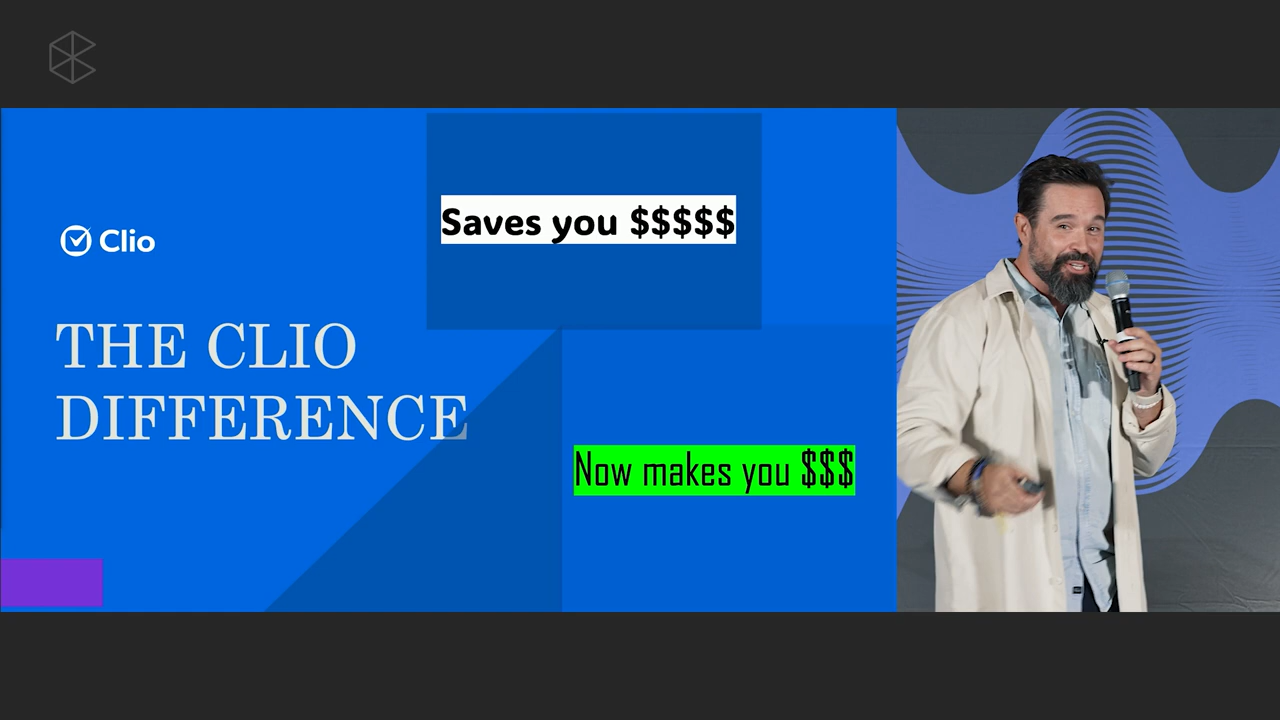 Clio
THE CLIO
DIFFERENCE
Saves you $$$$$
Now makes you $$$